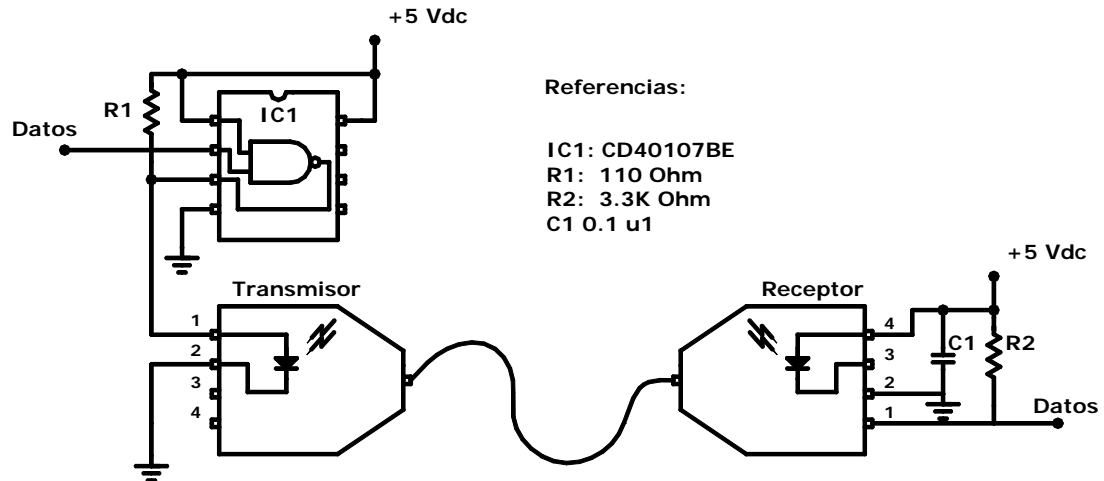 +5 Vdc
R1
IC1
Datos
Referencias:
IC1: CD40107BE
R1: 110 Ohm
R2: 3.3K Ohm
C1 0.1 u1
+5 Vdc
Transmisor
1
2
3
4
Receptor
4
3
2
1
C1
R2
Datos